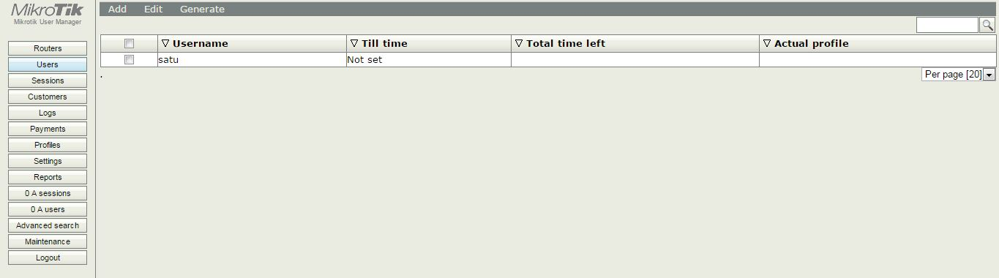 MikroTik
Mikrotik User Manager
Routers
Users
Sessions
Customers
Logs
Payments
Profiles
Settings
Reports
0 A sessions
0 A users
Advanced search
Maintenance
Logout
Add Edit Generate
Username Till time Total time left Actual profile
satu Not set
.
Per page [20]